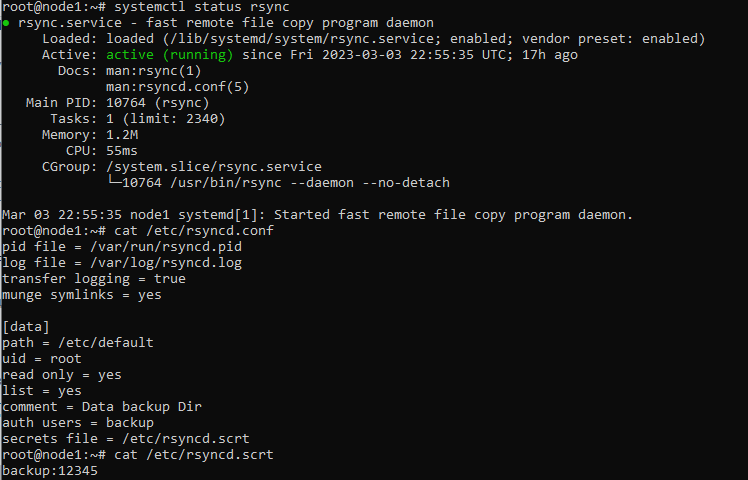 root@node1:~# systemctl status rsync
● rsync.service - fast remote file copy program daemon
     Loaded: loaded (/lib/systemd/system/rsync.service; enabled; vendor preset: enabled)
     Active: active (running) since Fri 2023-03-03 22:55:35 UTC; 17h ago
       Docs: man:rsync(1)
             man:rsyncd.conf(5)
   Main PID: 10764 (rsync)
      Tasks: 1 (limit: 2340)
     Memory: 1.2M
        CPU: 55ms
     CGroup: /system.slice/rsync.service
             └─10764 /usr/bin/rsync --daemon --no-detach

Mar 03 22:55:35 node1 systemd[1]: Started fast remote file copy program daemon.
root@node1:~# cat /etc/rsyncd.conf
pid file = /var/run/rsyncd.pid
log file = /var/log/rsyncd.log
transfer logging = true
munge symlinks = yes

[data]
path = /etc/default
uid = root
read only = yes
list = yes
comment = Data backup Dir
auth users = backup
secrets file = /etc/rsyncd.scrt
root@node1:~# cat /etc/rsyncd.scrt
backup:12345